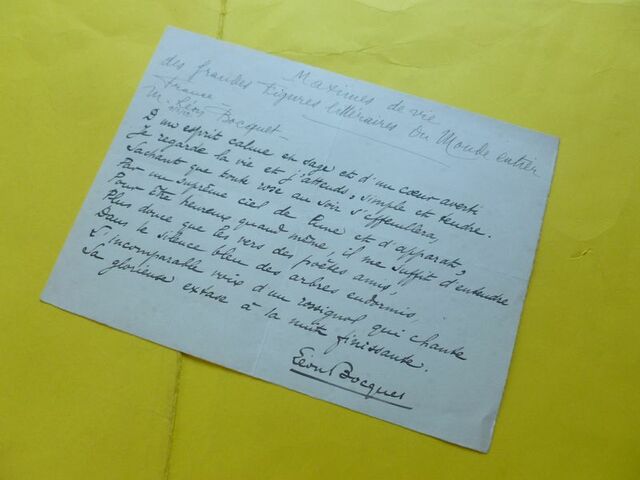 Maximes de vie
des grandes figures littéraires du Monde entier
France
M. Léon Bocquet
D'un esprit calme en sage et d'un cœur averti
Je regarde la vie et j'attends, simple et tendre.
Sachant que toute rose au soir s'effeuillera,
Par un suprême ciel de lune et d'apparats,
Pour être heureux quand même, il me suffit d'entendre
Plus douce que les vers des poètes amis,
Dans le silence bleu des arbres endormis,
L'incomparable voix d'un rossignol qui chante
Sa glorieuse extase à la nuit finissante.
Léon Bocquet